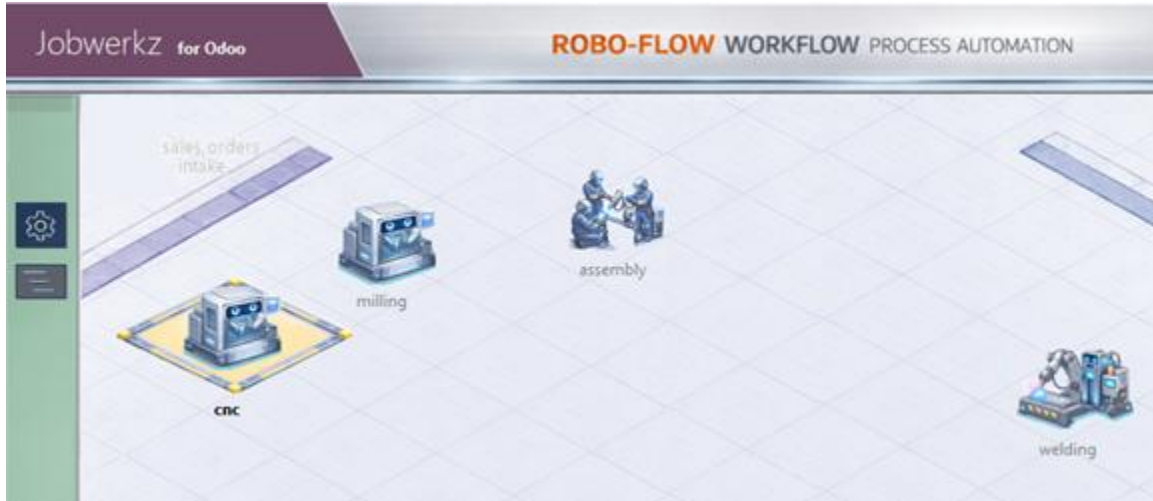 Jobwerkz for Odoo
ROBO-FLOW WORKFLOW PROCESS AUTOMATION
sales, orders
intake...
milling
assembly
cnc
welding